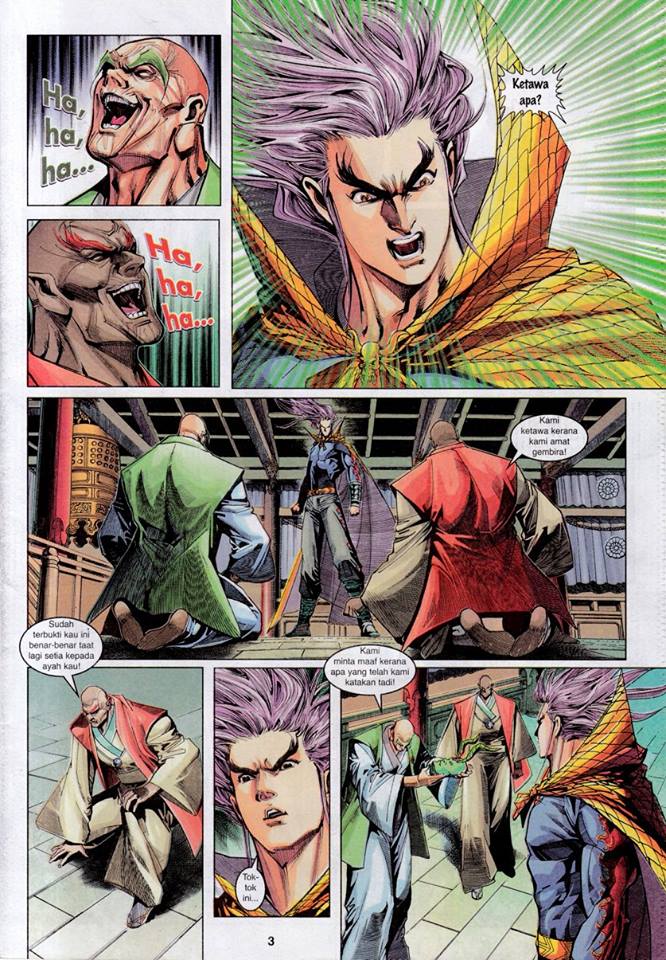 Ha,
ha,
ha...
Ketawa
apa?
Ha,
ha,
ha...
Kami
ketawa kerana
kami amat
gembira!
Sudah
terbukti kau ini
benar-benar taat
lagi setia kepada
ayah kau!
Tok-
tok
ini...
Kami
minta maaf kerana
apa yang telah kami
katakan tadi!
3